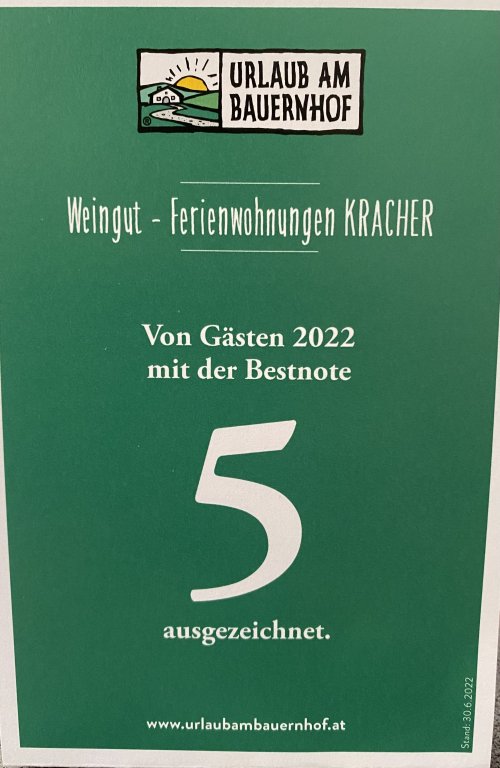 URLAUB AM
BAUERNHOF
®
Weingut - Ferienwohnungen KRACHER
Von Gästen 2022
mit der Bestnote
5
ausgezeichnet.
www.urlaubambauernhof.at
Stand: 30.6.2022